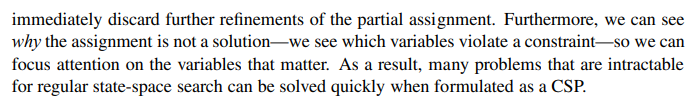 immediately discard further refinements of the partial assignment. Furthermore, we can see
why the assignment is not a solution—we see which variables violate a constraint—so we can
focus attention on the variables that matter. As a result, many problems that are intractable
for regular state-space search can be solved quickly when formulated as a CSP.